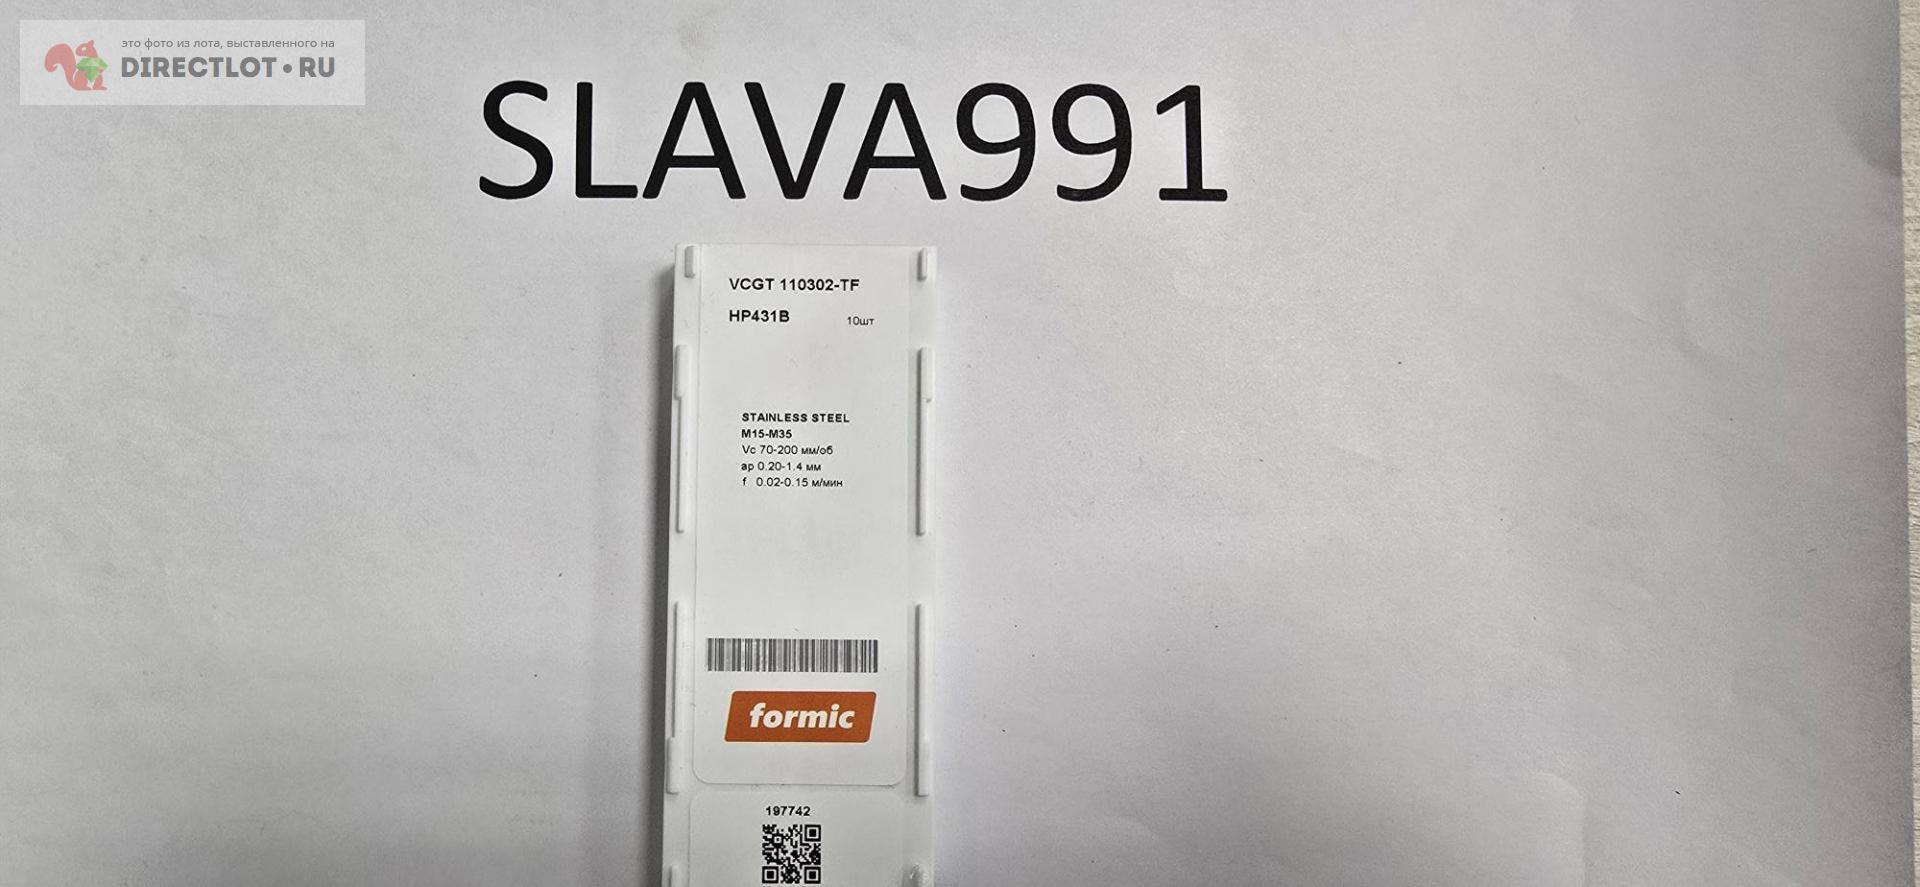 это фото из лота, выставленного на
DIRECTLOT•RU
SLAVA991
VCGT 110302-TF
HP431B 10шт
STAINLESS STEEL
M15-M35
Vc 70-200 мм/об
ap 0.20-1.4 мм
f 0.02-0.15 м/мин
formic
197742